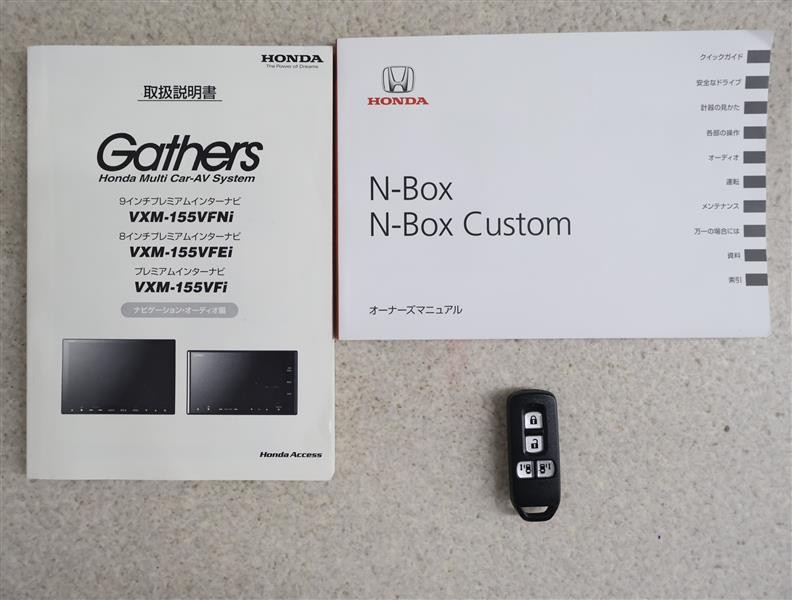 HONDA
The Power of Dreams
取扱説明書
Gathers
Honda Multi Car-AV System
9インチプレミアムインターナビ
VXM-155VFNi
8インチプレミアムインターナビ
VXM-155VFEi
プレミアムインターナビ
VXM-155VFi
ナビゲーション・オーディオ編
Honda Access
HONDA
N-Box
N-Box Custom
オーナーズマニュアル
クイックガイド
安全なドライブ
計器の見かた
各部の操作
オーディオ
運転
メンテナンス
万一の場合には
資料
索引